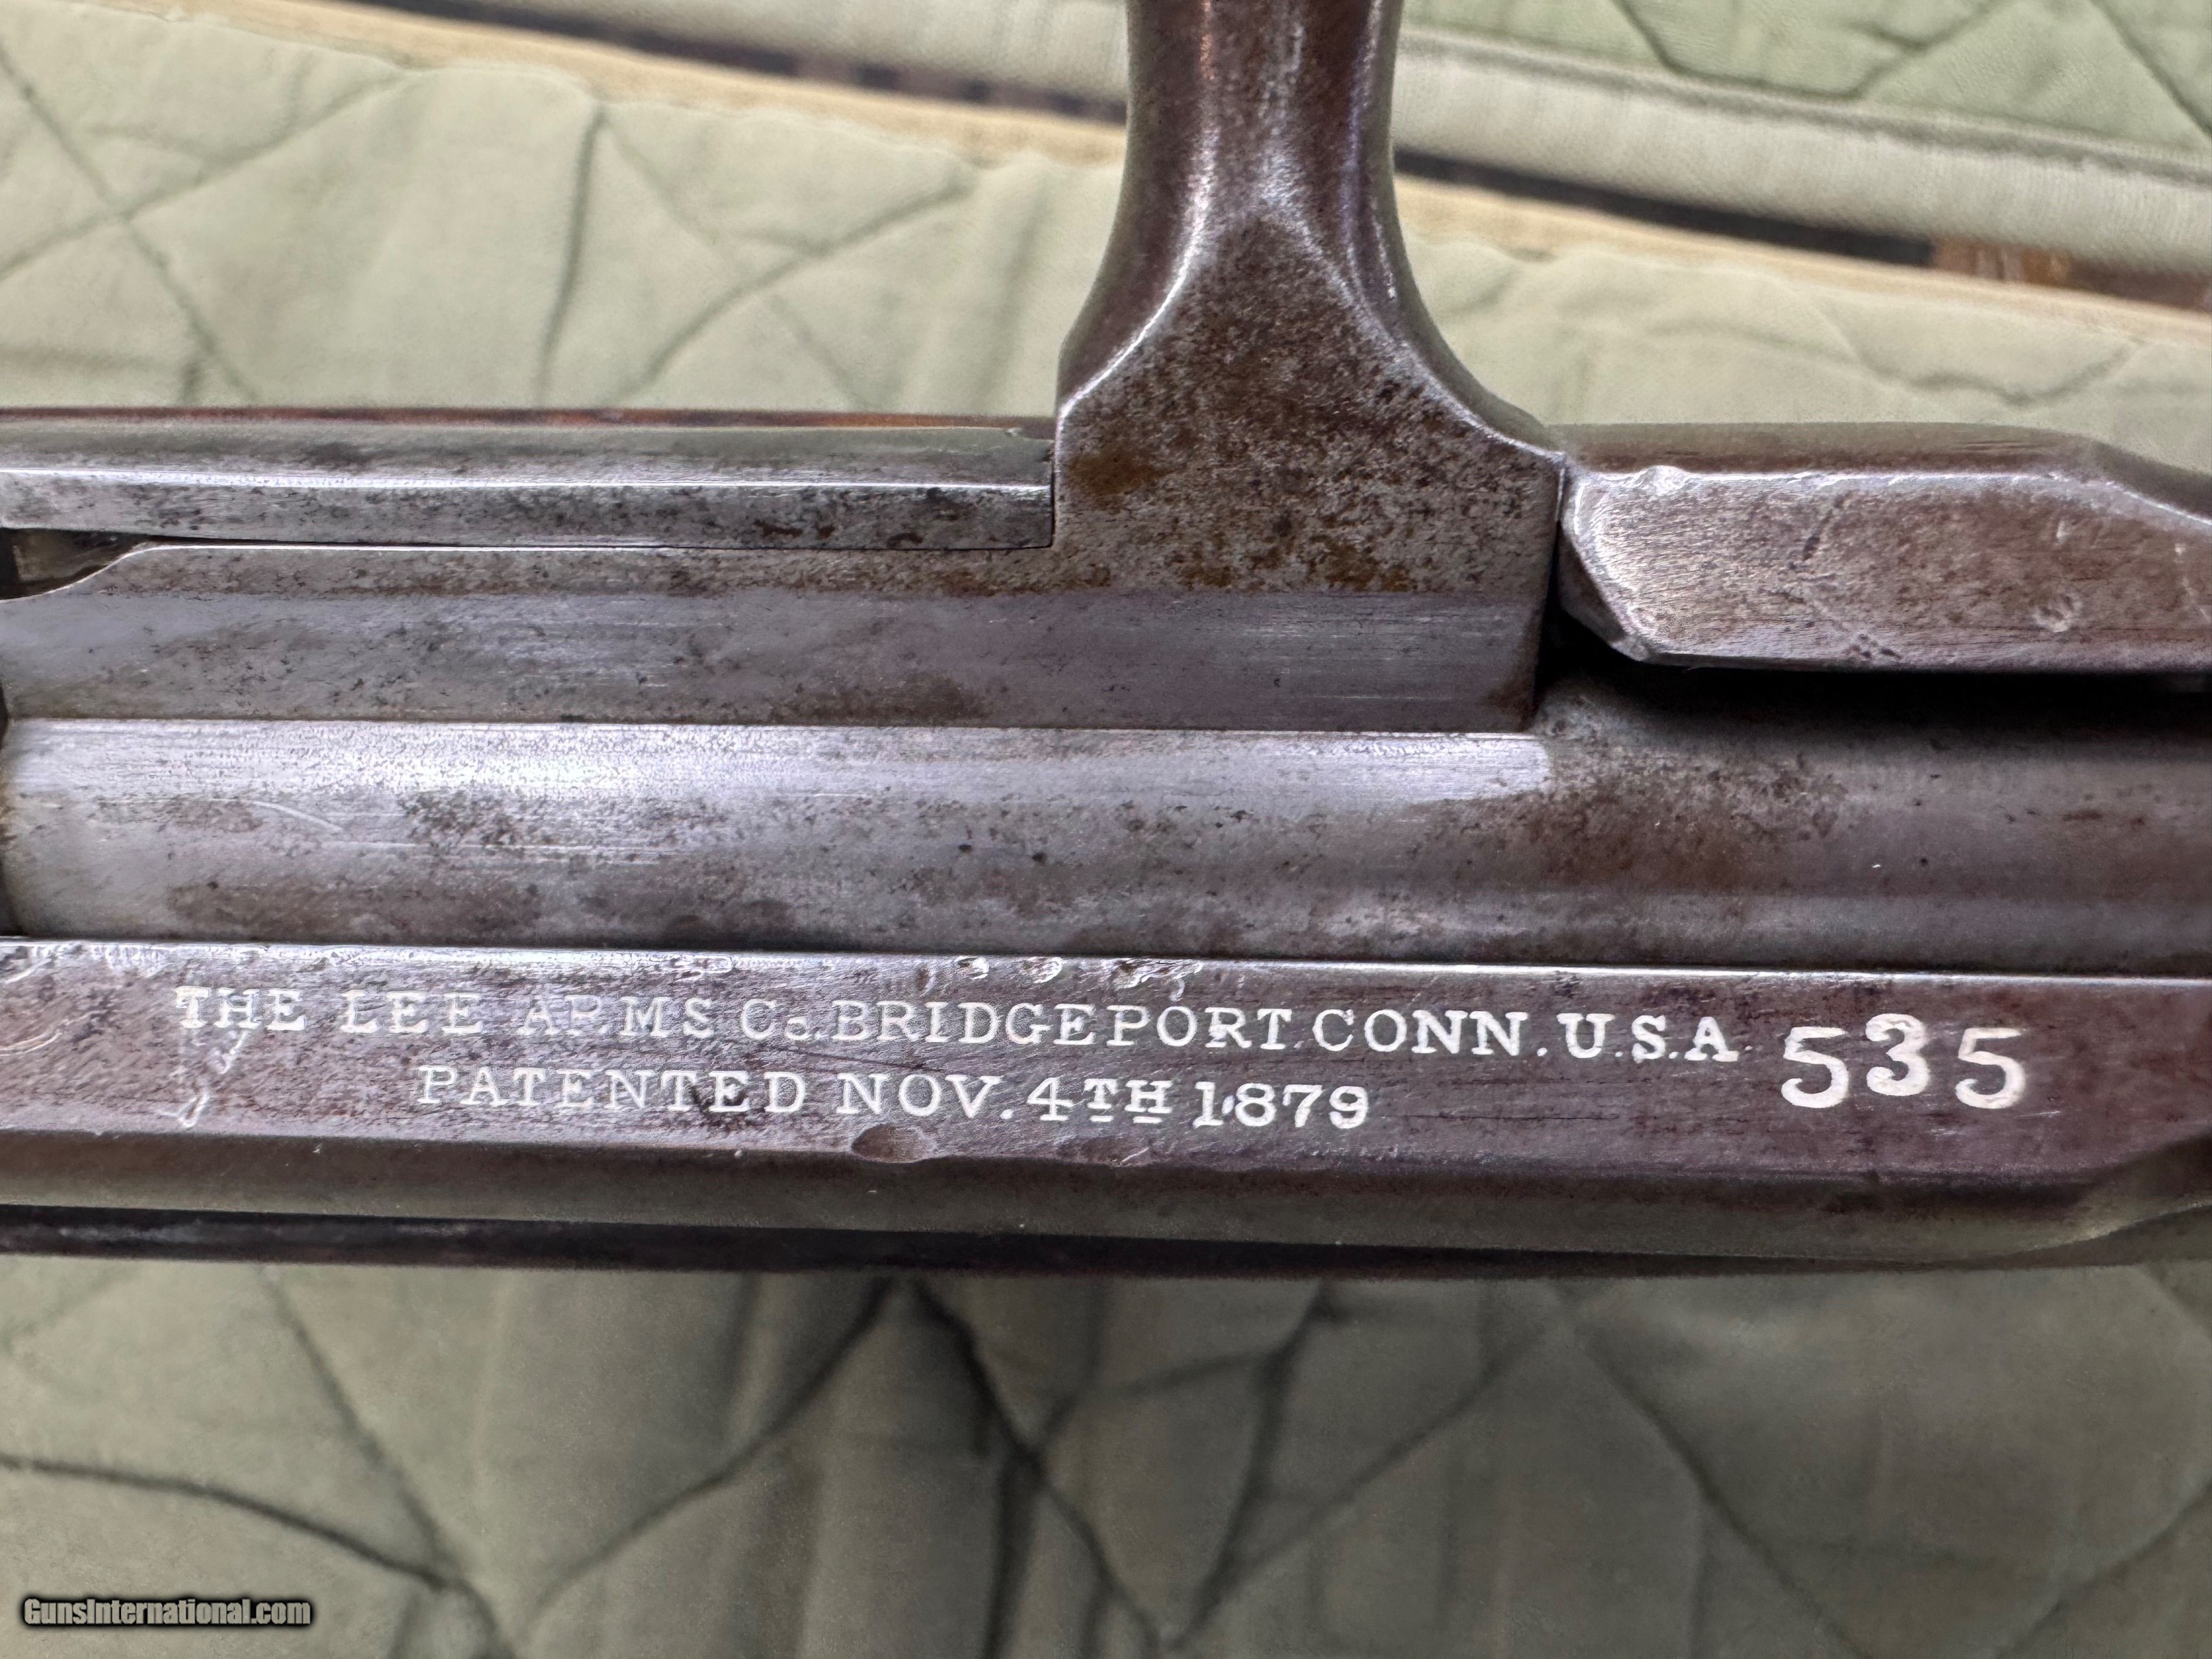 THE LEE ARMS Co. BRIDGEPORT. CONN. U.S.A. 535
PATENTED NOV. 4TH 1879
GunsInternational.com